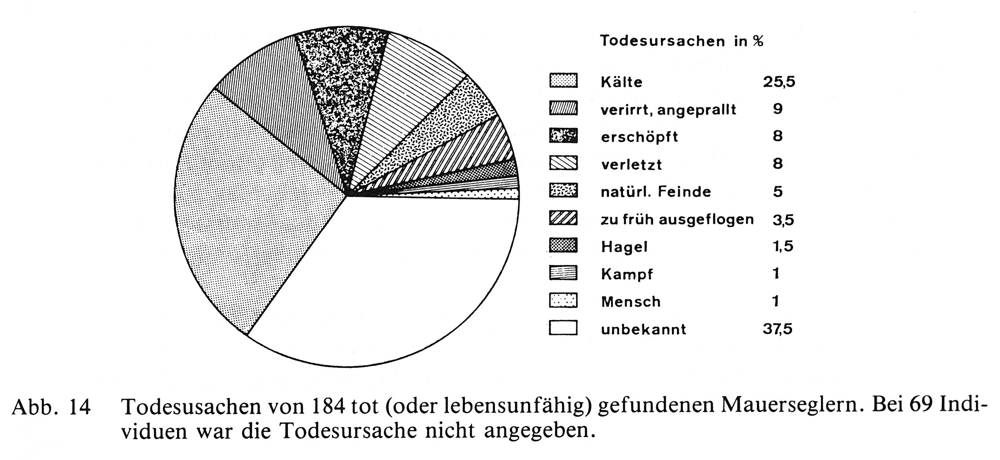 Todesursachen in %
Kälte 25,5
verirrt, angeprallt 9
erschöpft 8
verletzt 8
natürl. Feinde 5
zu früh ausgeflogen 3,5
Hagel 1,5
Kampf 1
Mensch 1
unbekannt 37,5
Abb. 14 Todesusachen von 184 tot (oder lebensunfähig) gefundenen Mauerseglern. Bei 69 Indi-
viduen war die Todesursache nicht angegeben.